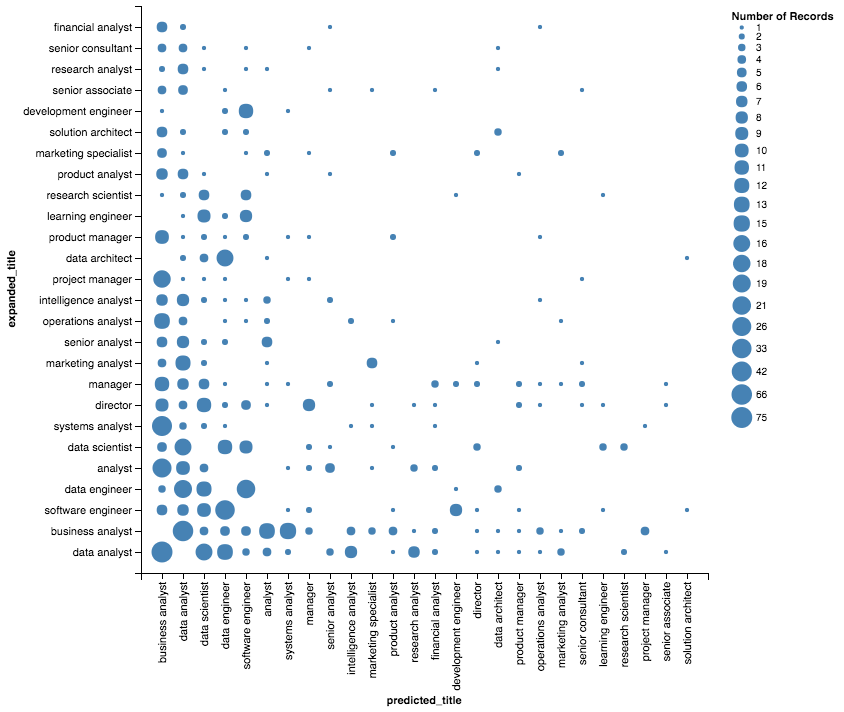 Number of Records
1
2
3
4
5
6
7
8
9
10
11
12
13
15
16
18
19
21
26
33
42
66
75
expanded_title
financial analyst
senior consultant
research analyst
senior associate
development engineer
solution architect
marketing specialist
product analyst
research scientist
learning engineer
product manager
data architect
project manager
intelligence analyst
operations analyst
senior analyst
marketing analyst
manager
director
systems analyst
data scientist
analyst
data engineer
software engineer
business analyst
data analyst
business analyst
data analyst
data scientist
data engineer
software engineer
analyst
systems analyst
manager
senior analyst
intelligence analyst
marketing specialist
product analyst
research analyst
financial analyst
development engineer
director
data architect
product manager
operations analyst
marketing analyst
senior consultant
learning engineer
research scientist
project manager
senior associate
solution architect
predicted_title